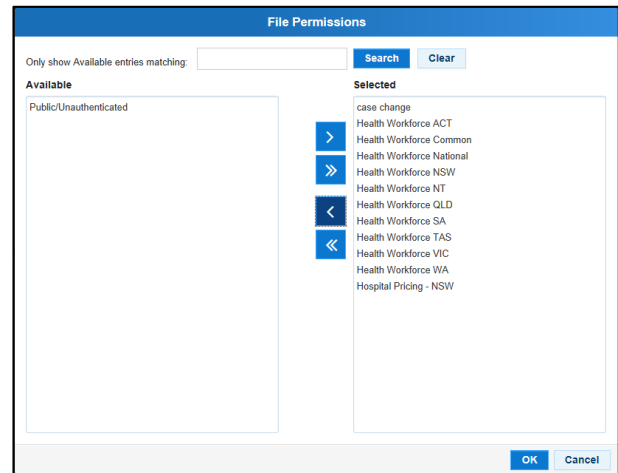 File Permissions
Only show Available entries matching:
Search
Clear
Available
Selected
Public/Unauthenticated
case change
Health Workforce ACT
Health Workforce Common
Health Workforce National
Health Workforce NSW
Health Workforce NT
Health Workforce QLD
Health Workforce SA
Health Workforce TAS
Health Workforce VIC
Health Workforce WA
Hospital Pricing - NSW
OK
Cancel